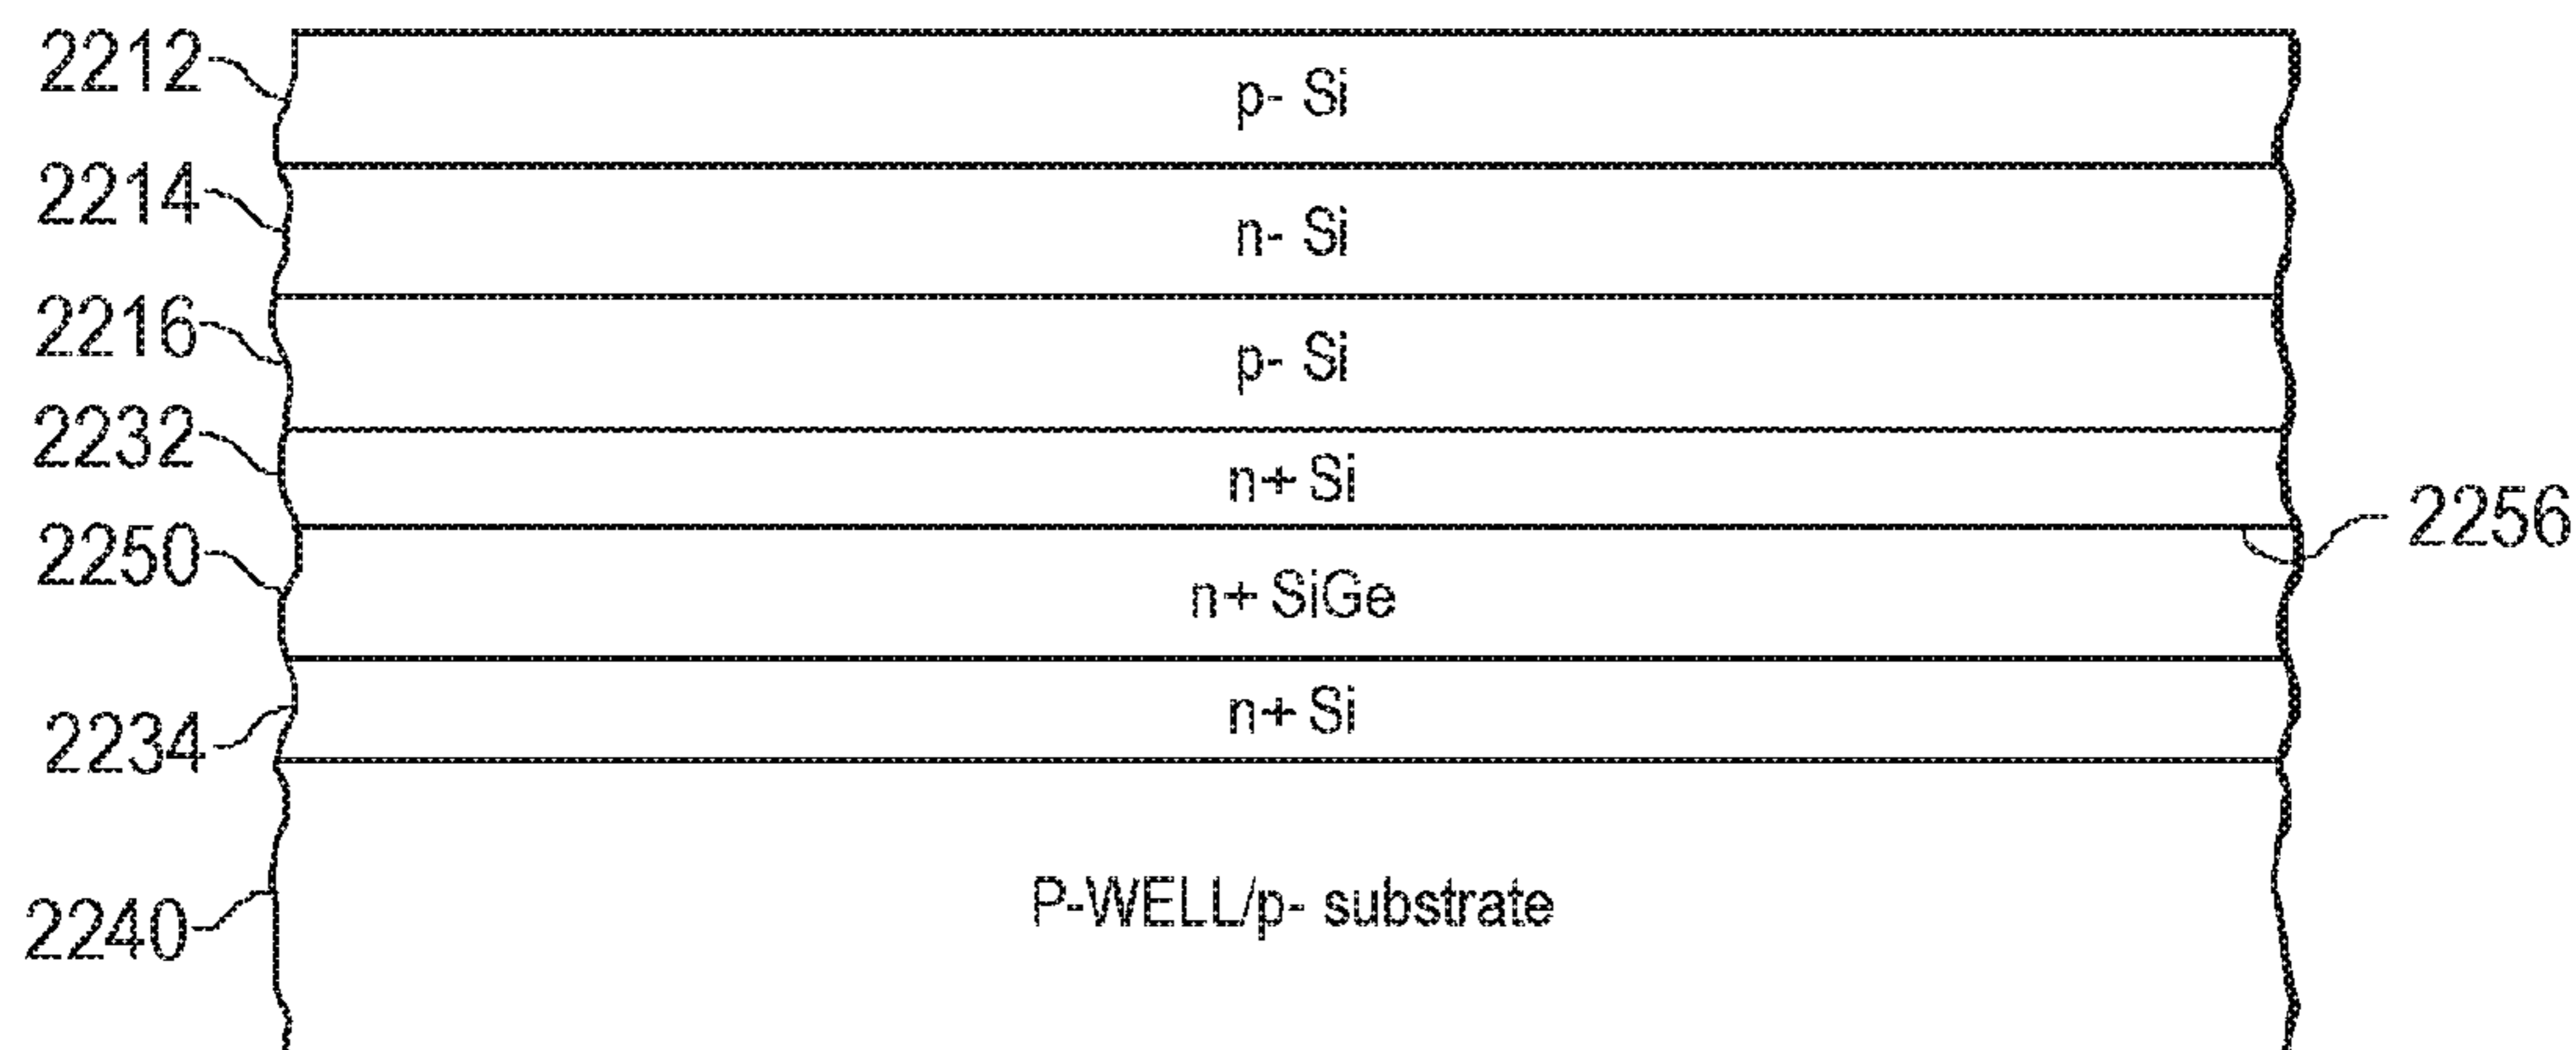 2212
p- Si
2214
n- Si
2216
p- Si
2232
n+ Si
2256
2250
n+ SiGe
2234
n+ Si
2240
P-WELL/p- substrate